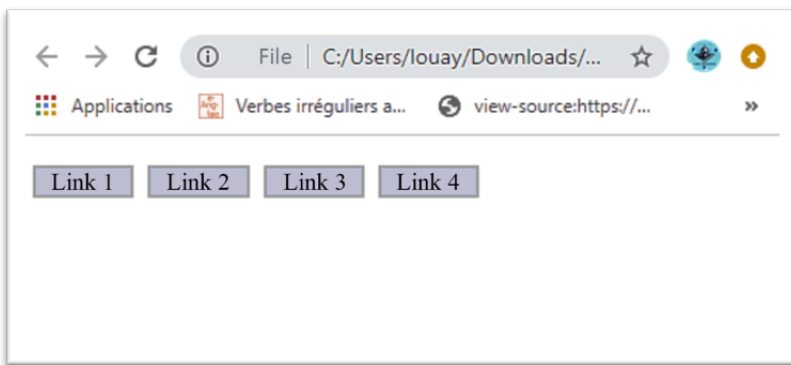 File C:/Users/louay/Downloads/...
Applications Verbes irréguliers a... view-source:https://... »
Link 1 Link 2 Link 3 Link 4